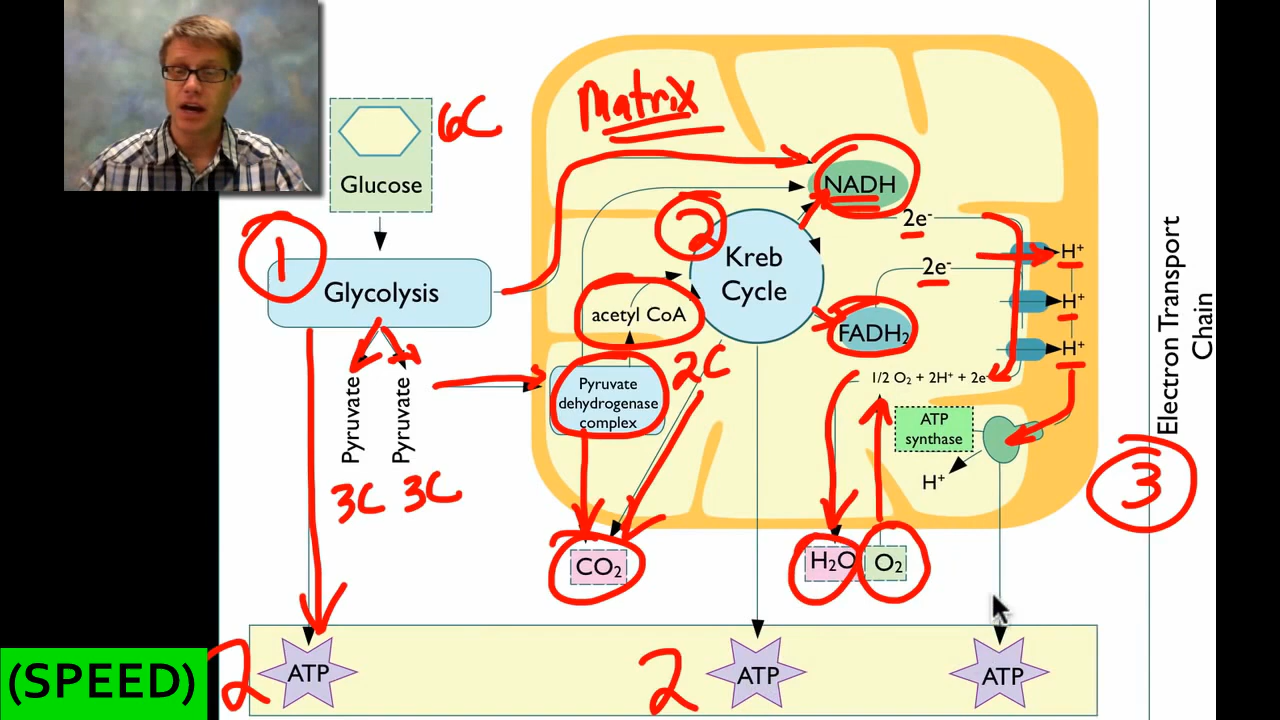 Matrix
6C
Glucose
NADH
1
2
2e-
Kreb
Cycle
H+
Glycolysis
2e-
acetyl CoA
H+
FADH2
H+
2C
Pyruvate
dehydrogenase
complex
1/2 O2 + 2H+ + 2e-
Pyruvate
Pyruvate
ATP
synthase
H+
3C
3C
3
Electron Transport
Chain
CO2
H2O
O2
(SPEED)
2
ATP
2
ATP
ATP